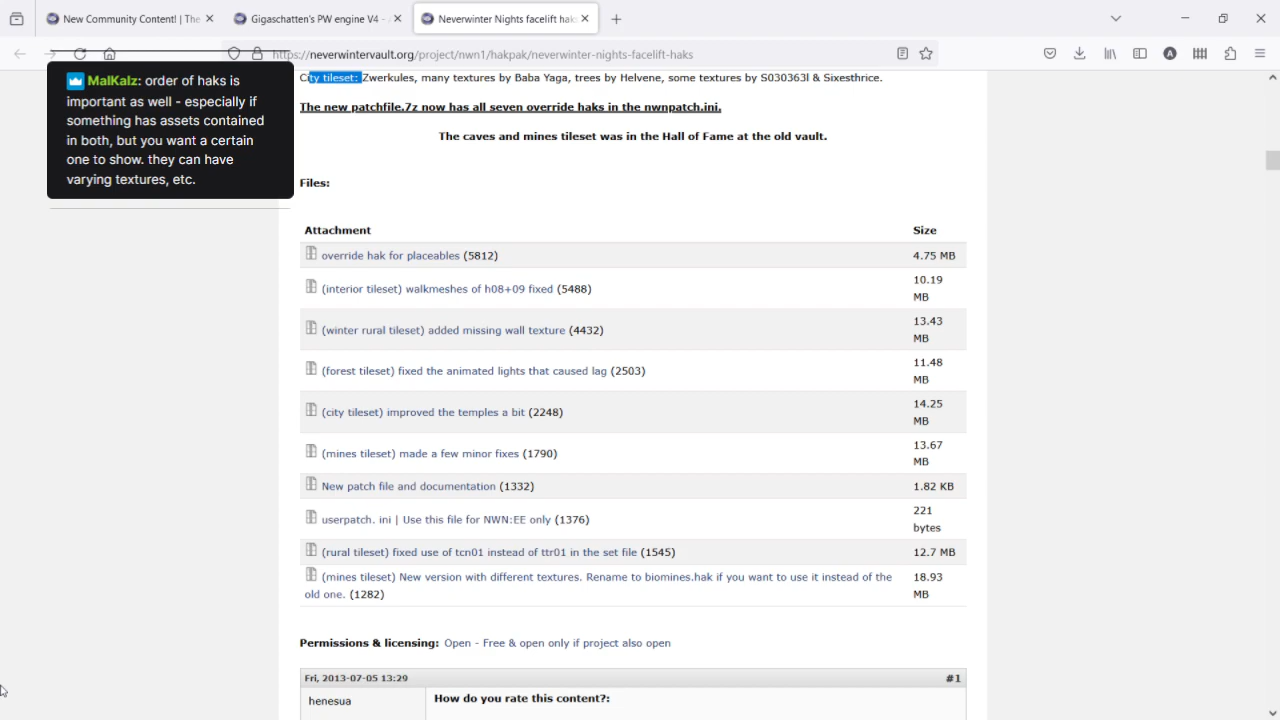 New Community Content! | The
Gigaschatten's PW engine V4 -
Neverwinter Nights facelift hak
https://neverwintervault.org/project/nwn1/hakpak/neverwinter-nights-facelift-haks
MalKalz: order of haks is
important as well - especially if
something has assets contained
in both, but you want a certain
one to show. they can have
varying textures, etc.
City tileset: Zwerkules, many textures by Baba Yaga, trees by Helvene, some textures by S030363l & Sixesthrice.
The new patchfile.7z now has all seven override haks in the nwnpatch.ini.
The caves and mines tileset was in the Hall of Fame at the old vault.
Files:
Attachment Size
override hak for placeables (5812) 4.75 MB
(interior tileset) walkmeshes of h08+09 fixed (5488) 10.19
MB
(winter rural tileset) added missing wall texture (4432) 13.43
MB
(forest tileset) fixed the animated lights that caused lag (2503) 11.48
MB
(city tileset) improved the temples a bit (2248) 14.25
MB
(mines tileset) made a few minor fixes (1790) 13.67
MB
New patch file and documentation (1332) 1.82 KB
userpatch. ini | Use this file for NWN:EE only (1376) 221
bytes
(rural tileset) fixed use of tcn01 instead of ttr01 in the set file (1545) 12.7 MB
(mines tileset) New version with different textures. Rename to biomines.hak if you want to use it instead of the 18.93
old one. (1282) MB
Permissions & licensing: Open - Free & open only if project also open
Fri, 2013-07-05 13:29 #1
henesua How do you rate this content?: